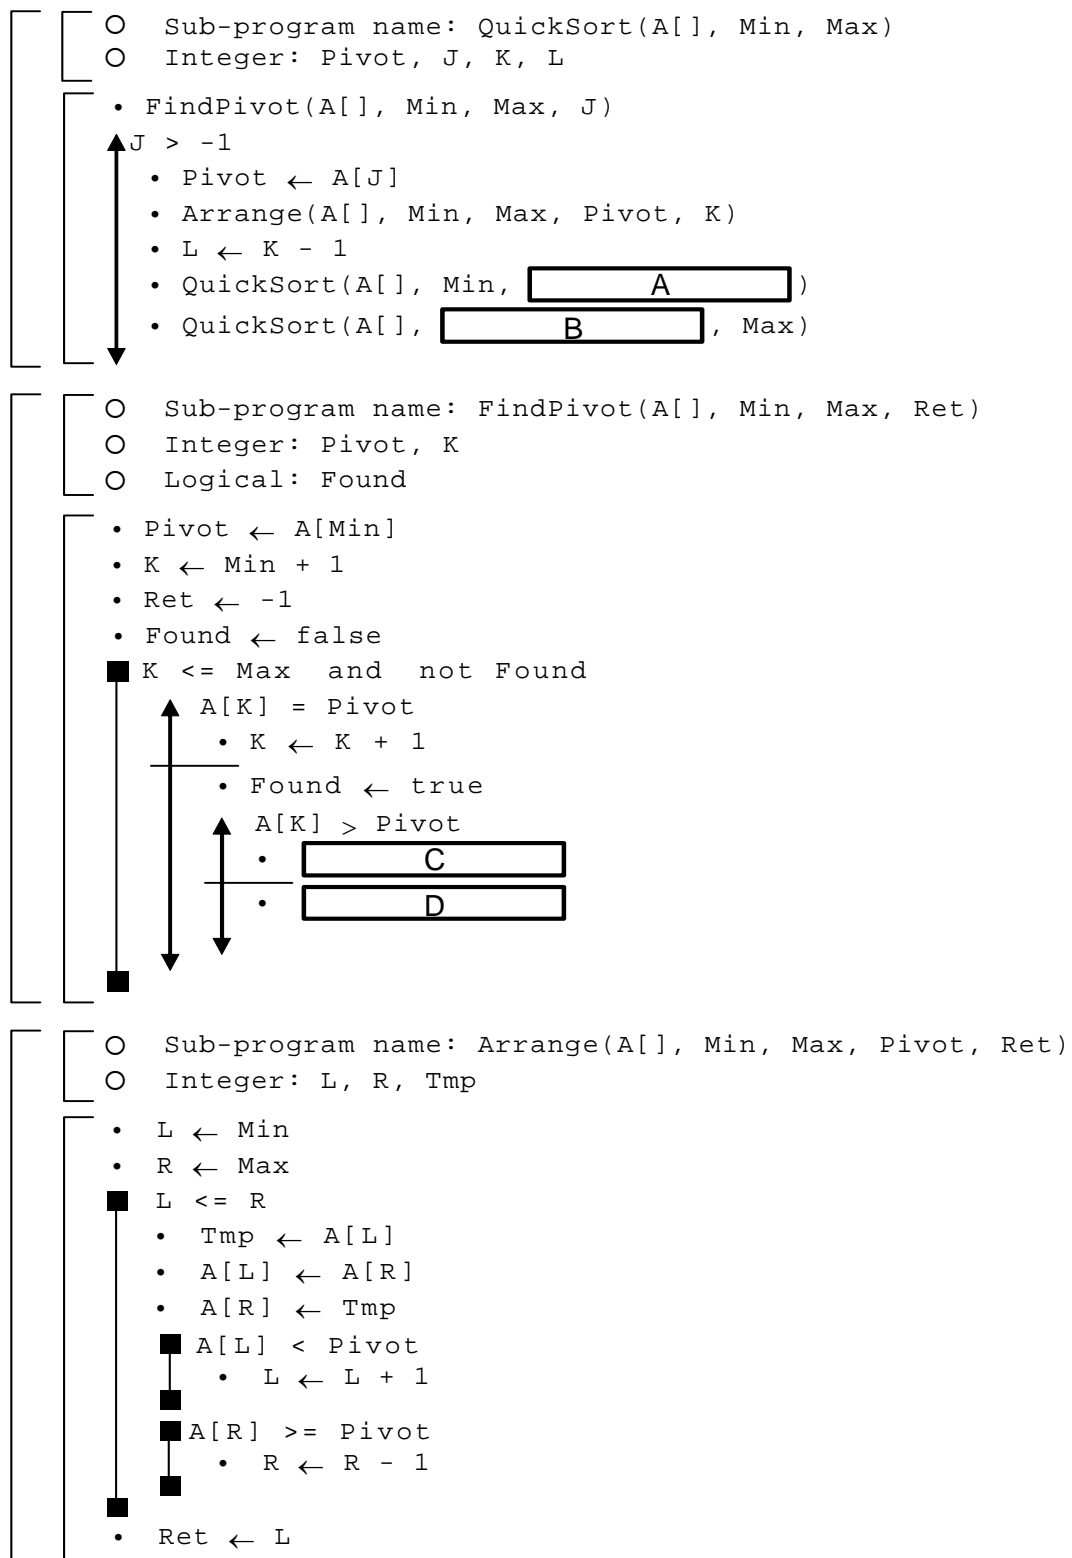 ○ Sub-program name: QuickSort(A[], Min, Max)
○ Integer: Pivot, J, K, L
• FindPivot(A[], Min, Max, J)
J > -1
• Pivot ← A[J]
• Arrange(A[], Min, Max, Pivot, K)
• L ← K - 1
• QuickSort(A[], Min, A )
• QuickSort(A[], B , Max)
○ Sub-program name: FindPivot(A[], Min, Max, Ret)
○ Integer: Pivot, K
○ Logical: Found
• Pivot ← A[Min]
• K ← Min + 1
• Ret ← -1
• Found ← false
K <= Max and not Found
A[K] = Pivot
• K ← K + 1
• Found ← true
A[K] > Pivot
• C
• D
○ Sub-program name: Arrange(A[], Min, Max, Pivot, Ret)
○ Integer: L, R, Tmp
• L ← Min
• R ← Max
L <= R
• Tmp ← A[L]
• A[L] ← A[R]
• A[R] ← Tmp
A[L] < Pivot
• L ← L + 1
A[R] >= Pivot
• R ← R - 1
• Ret ← L